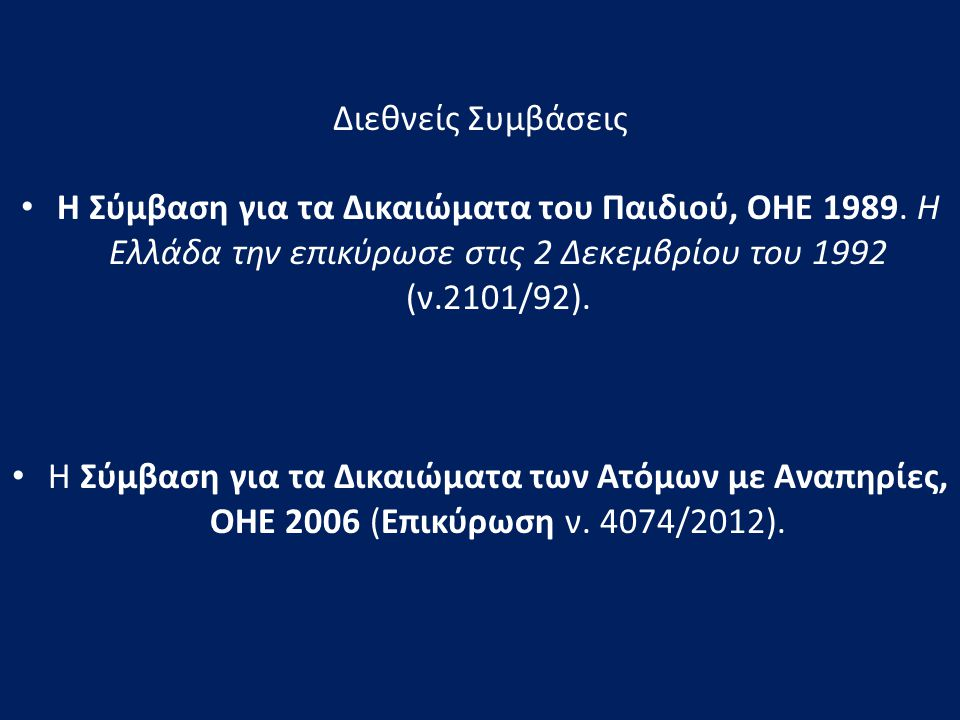 Διεθνείς Συμβάσεις
• Η Σύμβαση για τα Δικαιώματα του Παιδιού, ΟΗΕ 1989. Η
Ελλάδα την επικύρωσε στις 2 Δεκεμβρίου του 1992
(ν.2101/92).
• Η Σύμβαση για τα Δικαιώματα των Ατόμων με Αναπηρίες,
ΟΗΕ 2006 (Επικύρωση ν. 4074/2012).